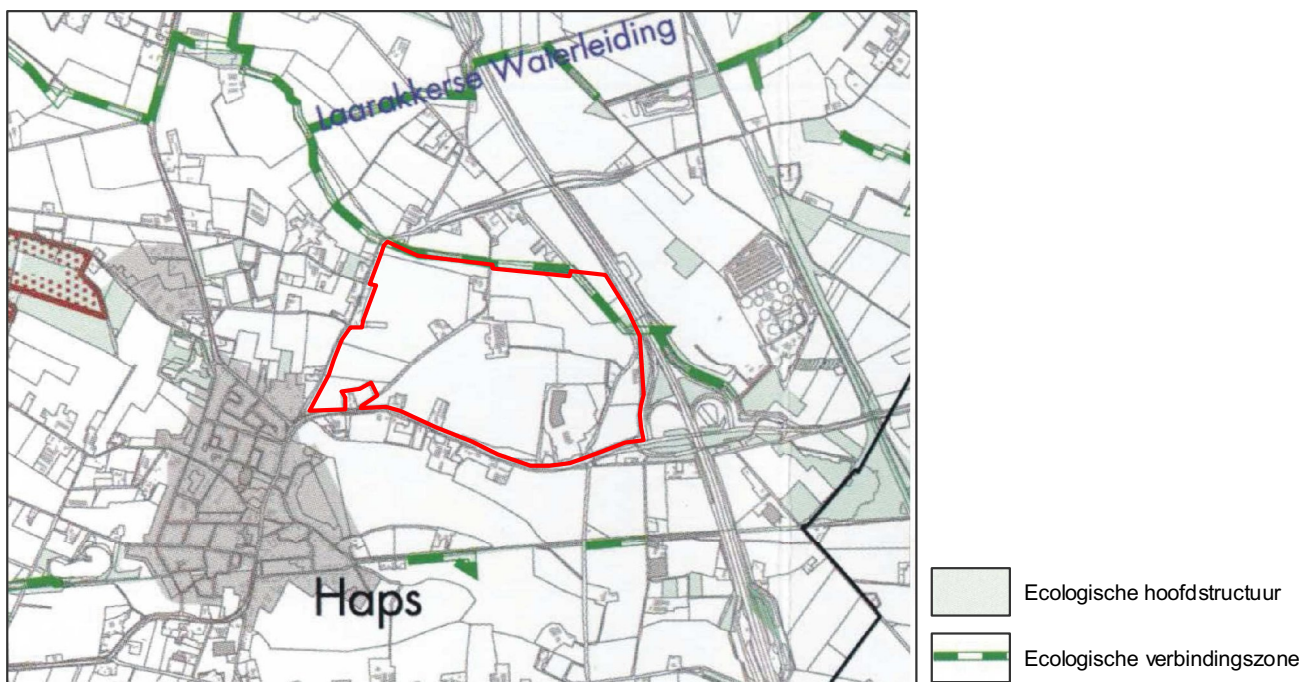 Laarakkerse Waterleiding
Haps
Ecologische hoofdstructuur
Ecologische verbindingszone